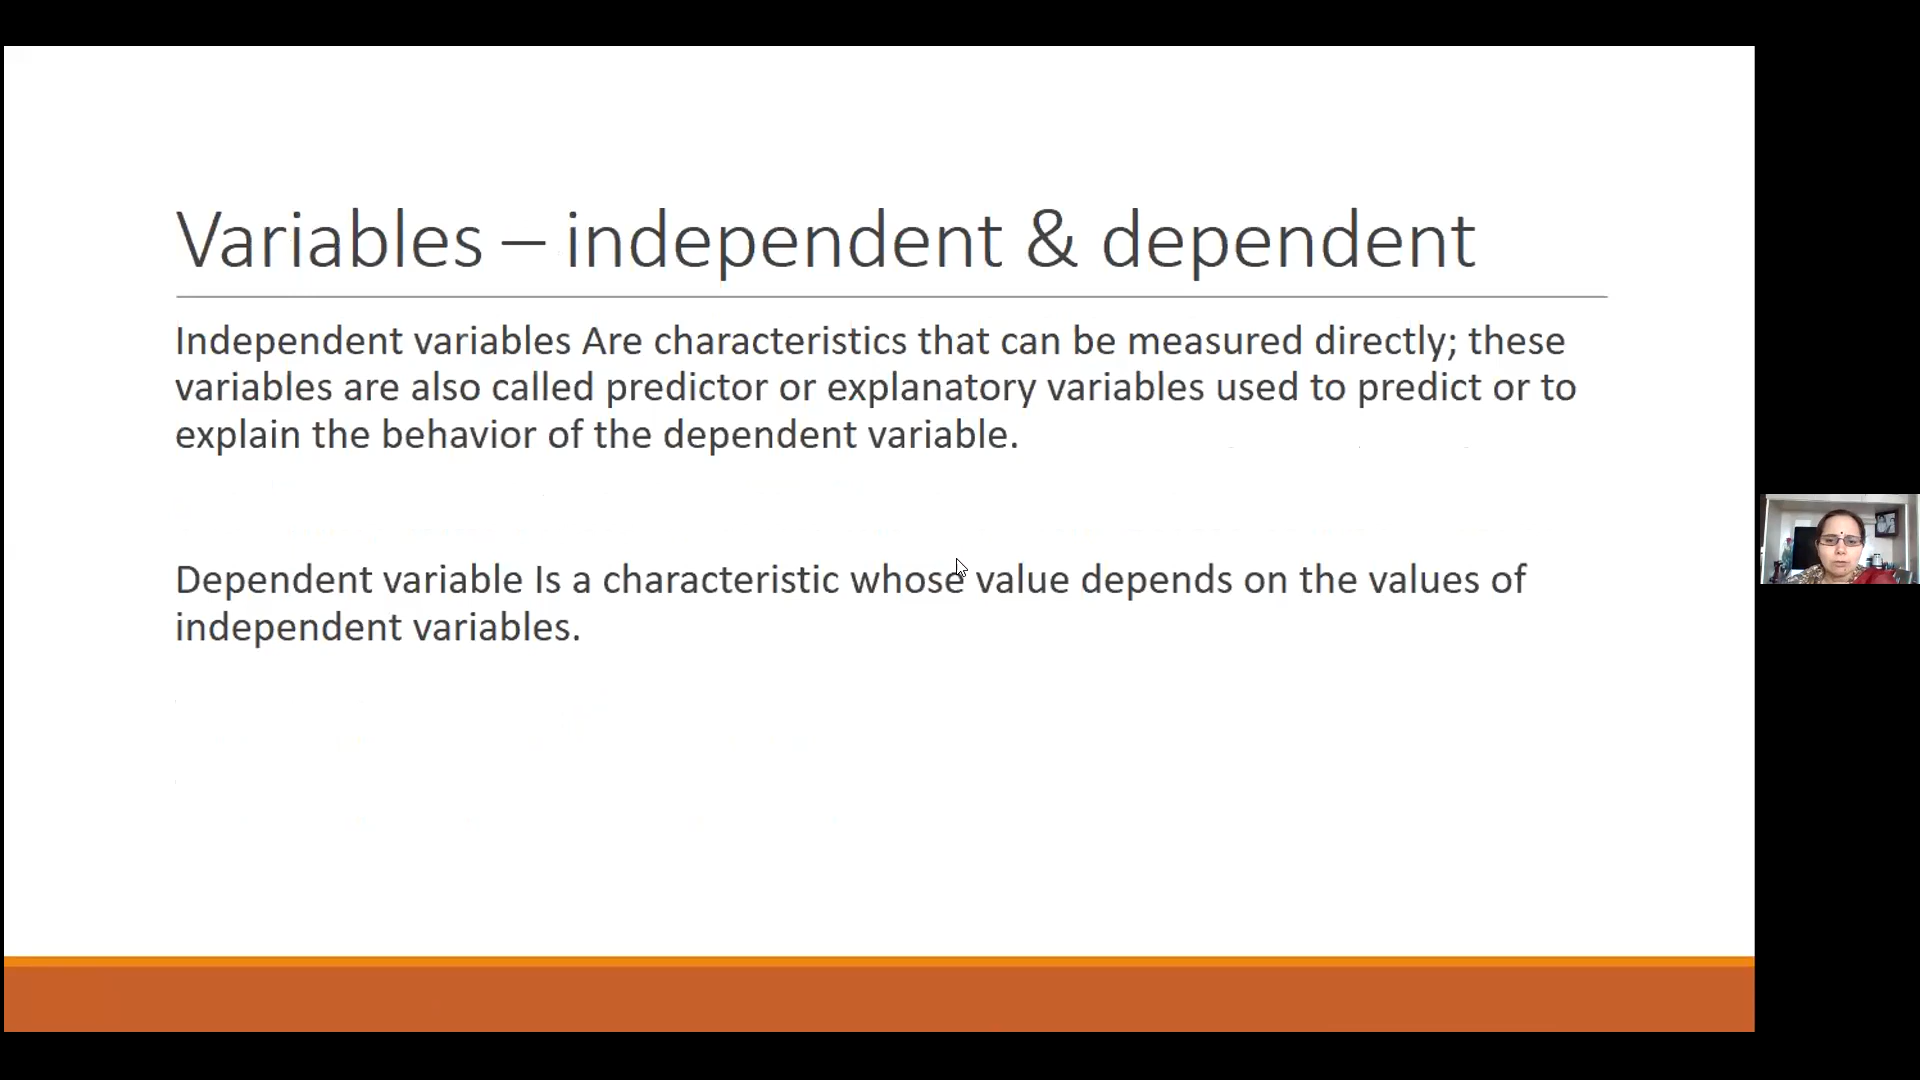 Variables – independent & dependent
Independent variables Are characteristics that can be measured directly; these
variables are also called predictor or explanatory variables used to predict or to
explain the behavior of the dependent variable.
Dependent variable Is a characteristic whose value depends on the values of
independent variables.